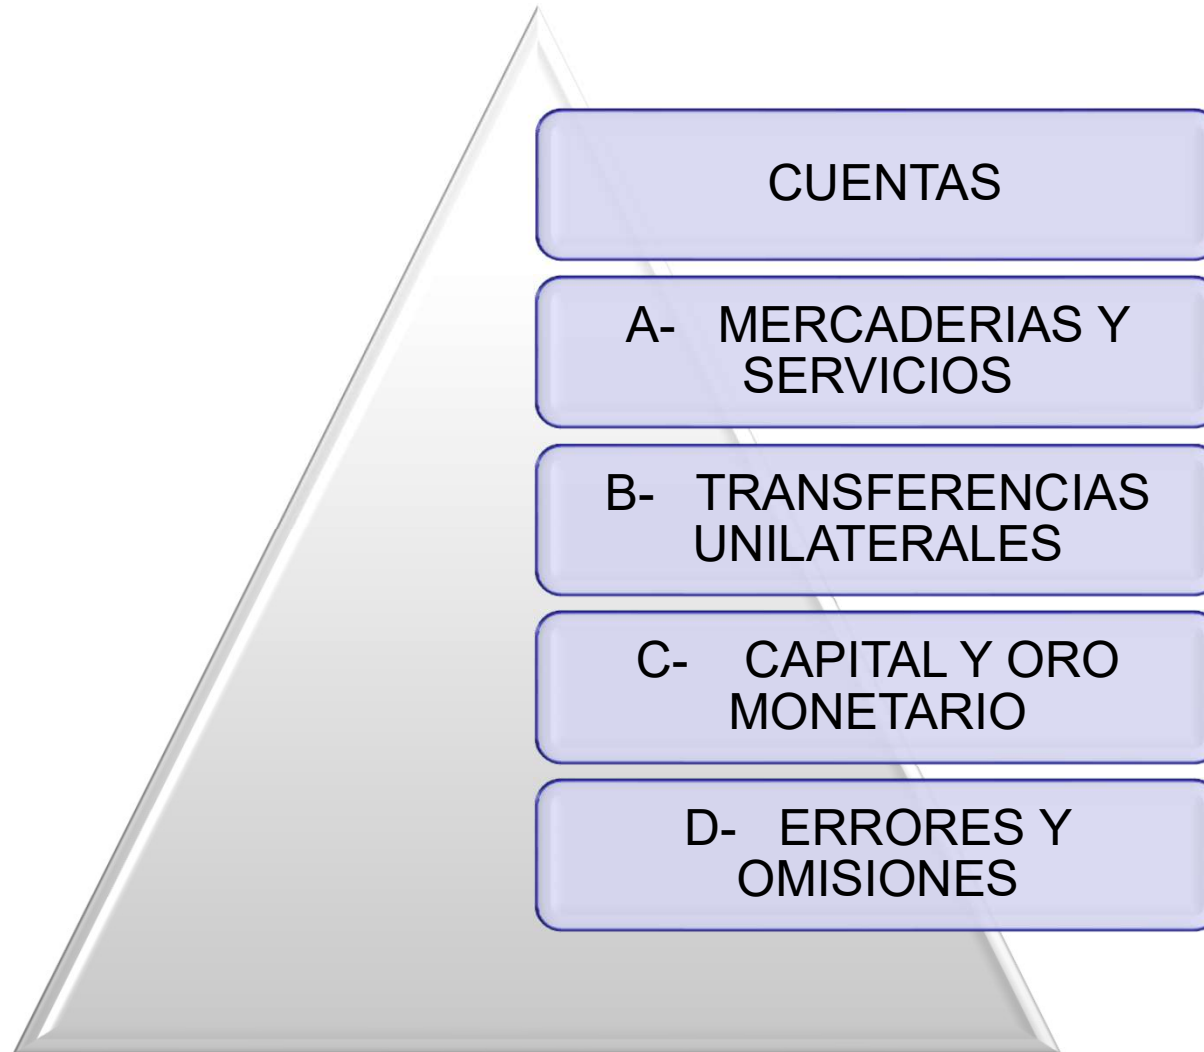 CUENTAS
A- MERCADERIAS Y
SERVICIOS
B- TRANSFERENCIAS
UNILATERALES
C- CAPITAL Y ORO
MONETARIO
D- ERRORES Y
OMISIONES